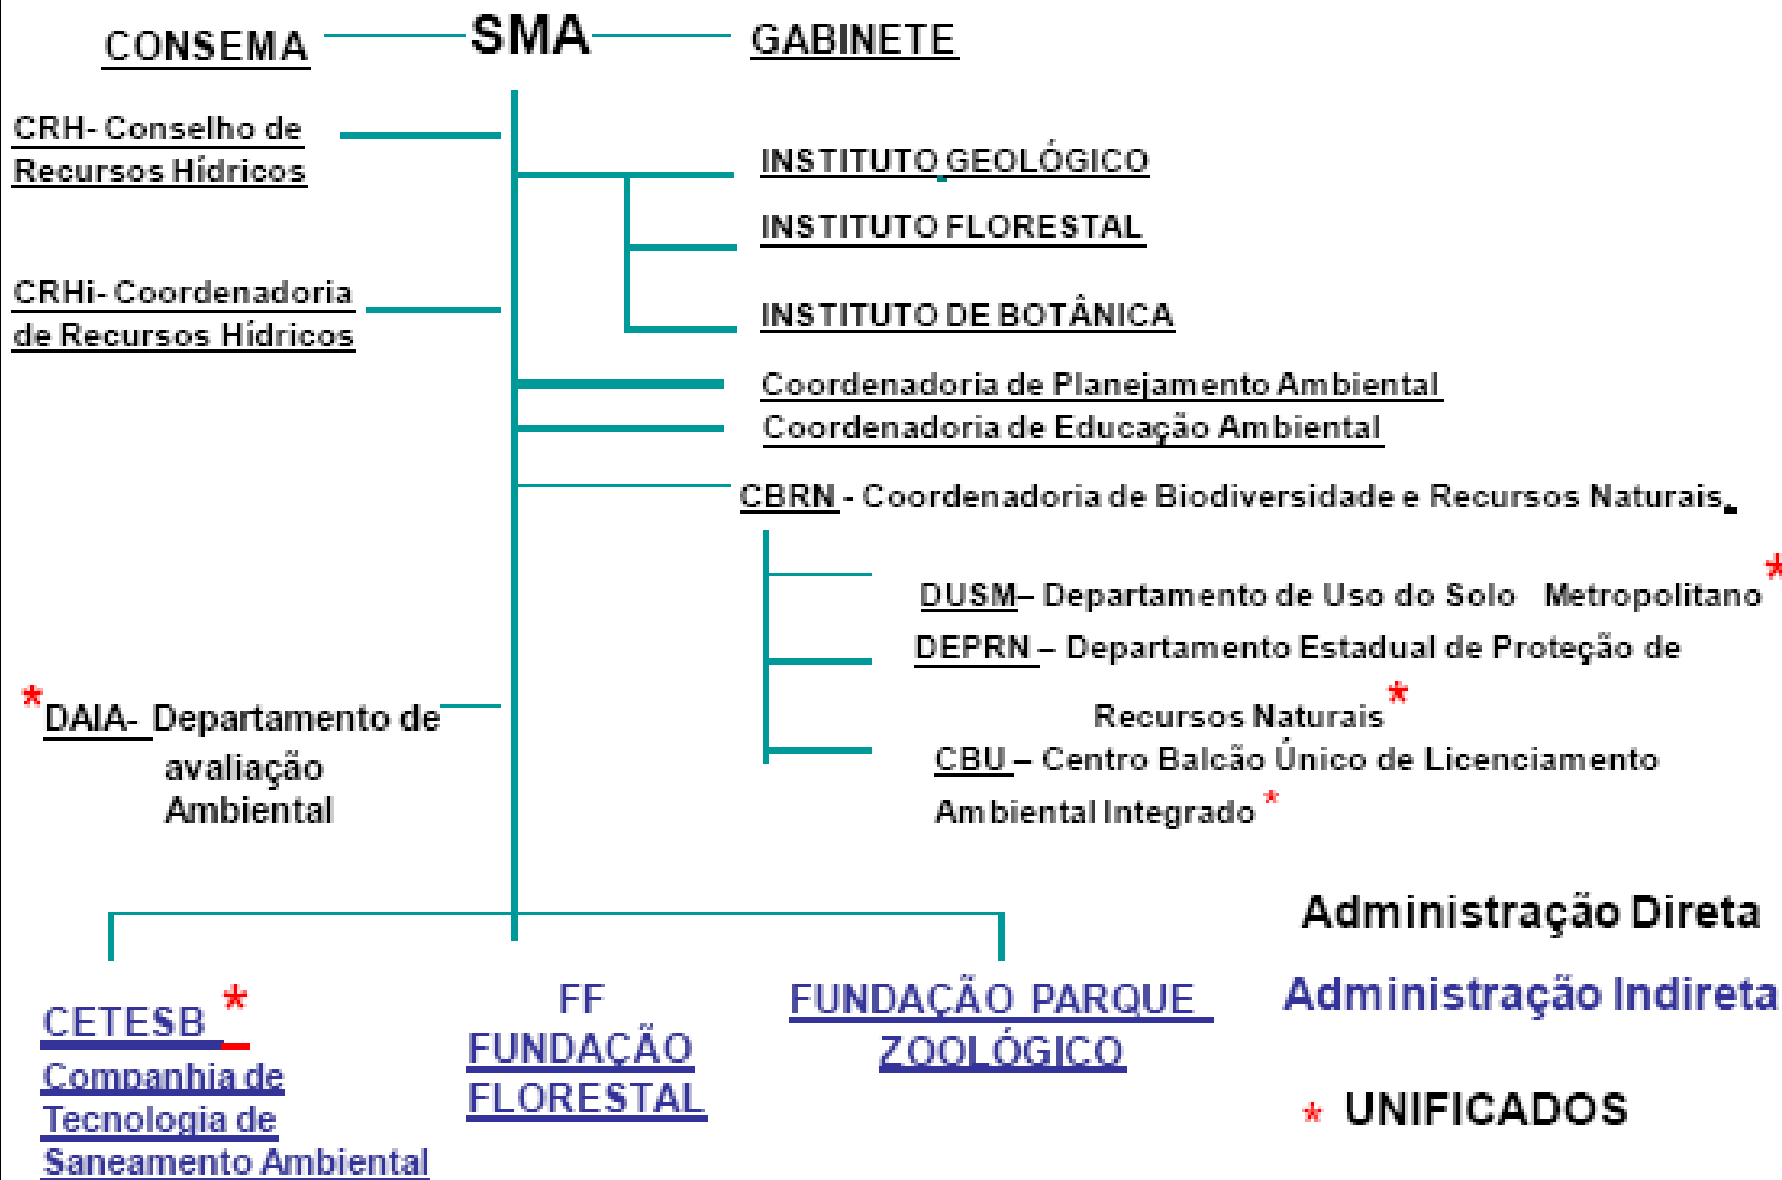 CONSEMA SMA GABINETE
CRH- Conselho de
Recursos Hídricos
INSTITUTO GEOLÓGICO
INSTITUTO FLORESTAL
CRHi- Coordenadoria
de Recursos Hídricos
INSTITUTO DE BOTÂNICA
Coordenadoria de Planejamento Ambiental
Coordenadoria de Educação Ambiental
CBRN - Coordenadoria de Biodiversidade e Recursos Naturais.
DUSM– Departamento de Uso do Solo Metropolitano *
DEPRN – Departamento Estadual de Proteção de
Recursos Naturais *
CBU – Centro Balcão Único de Licenciamento
Ambiental Integrado *
* DAIA- Departamento de
avaliação
Ambiental
CETESB *
Companhia de
Tecnologia de
Saneamento Ambiental
FF
FUNDAÇÃO
FLORESTAL
FUNDAÇÃO PARQUE
ZOOLÓGICO
Administração Direta
Administração Indireta
* UNIFICADOS